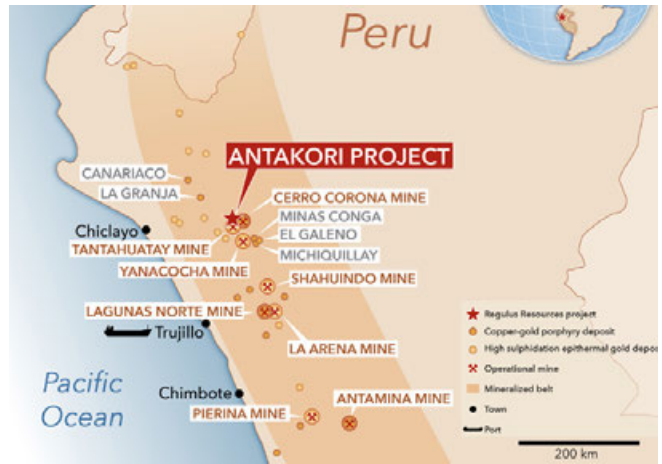 Peru
ANTAKORI PROJECT
CANARIACO
LA GRANJA
CERRO CORONA MINE
MINAS CONGA
Chiclayo
EL GALENO
TANTAHUATAY MINE
MICHIQUILLAY
YANACOCHA MINE
SHAHUINDO MINE
LAGUNAS NORTE MINE
Trujillo
LA ARENA MINE
Pacific
Ocean
Chimbote
ANTAMINA MINE
PIERINA MINE
Regulus Resources project
Copper-gold porphyry deposit
High sulphidation epithermal gold depos
Operational mine
Mineralized belt
Town
Port
200 km